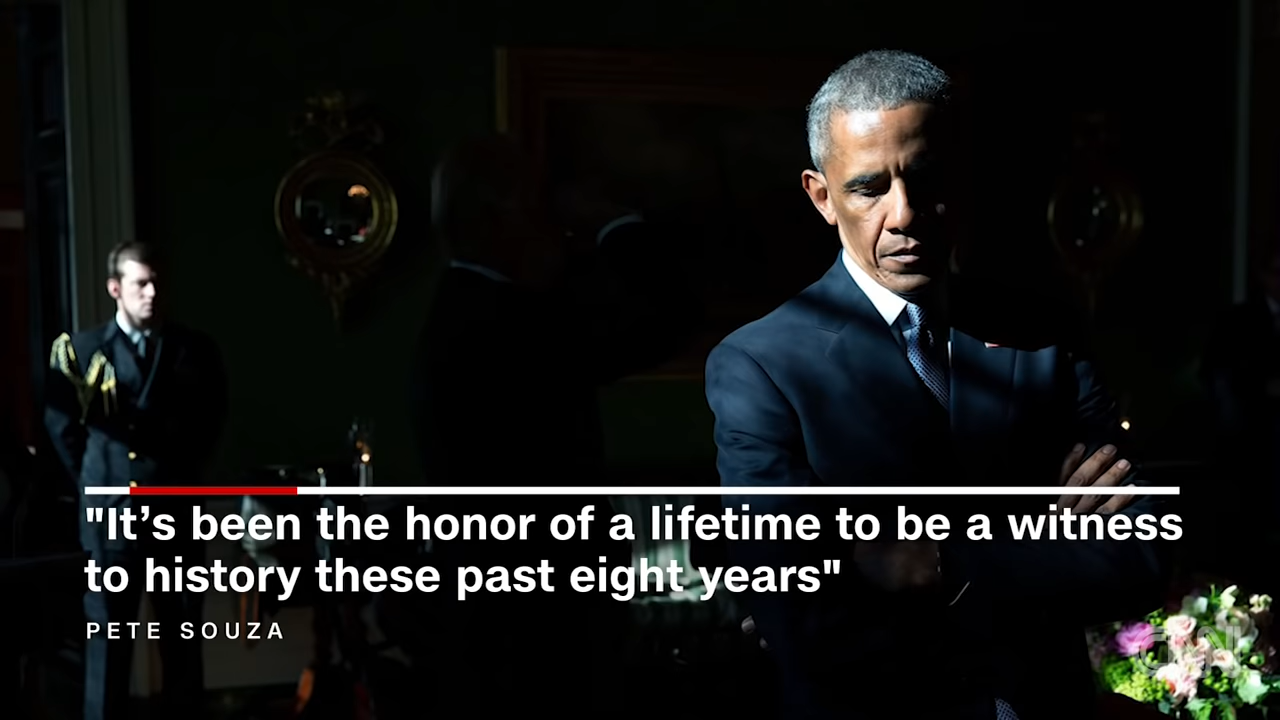 "It’s been the honor of a lifetime to be a witness
to history these past eight years"
PETE SOUZA
CNN